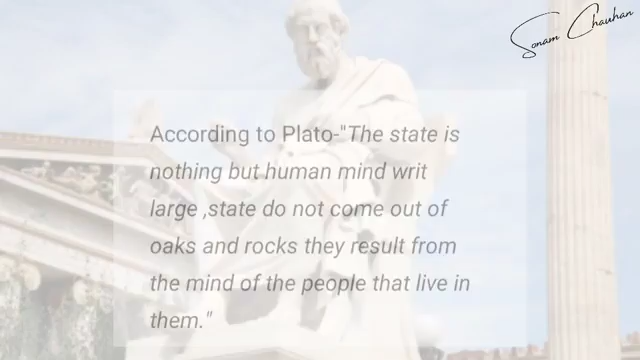 Sonam Chauhan
According to Plato-"The state is
nothing but human mind writ
large ,state do not come out of
oaks and rocks they result from
the mind of the people that live in
them."